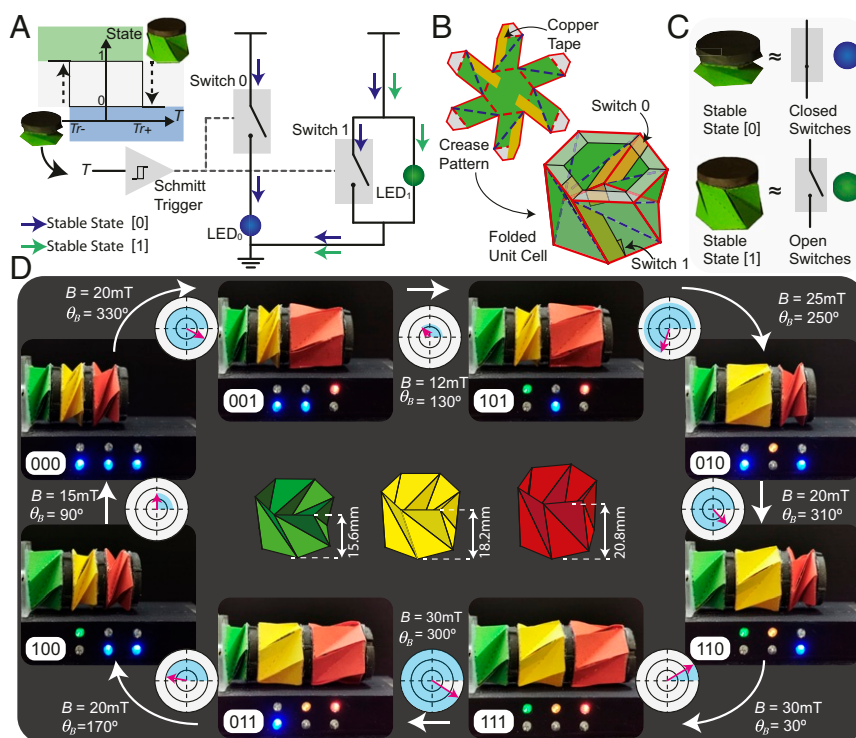 A
State
1
0
T
Tr-
Tr+
T
Schmitt
Trigger
Switch 0
Switch 1
LED₀
LED₁
Stable State [0]
Stable State [1]
B
Copper
Tape
Crease
Pattern
Switch 0
Folded
Unit Cell
Switch 1
C
≈
Stable
State [0]
Closed
Switches
≈
Stable
State [1]
Open
Switches
D
B = 20mT
θB = 330º
001
B = 12mT
θB = 130º
101
B = 25mT
θB = 250º
000
010
B = 15mT
θB = 90º
15.6mm
18.2mm
20.8mm
B = 20mT
θB = 310º
100
110
B = 20mT
θB =170º
011
B = 30mT
θB = 300º
111
B = 30mT
θB = 30º